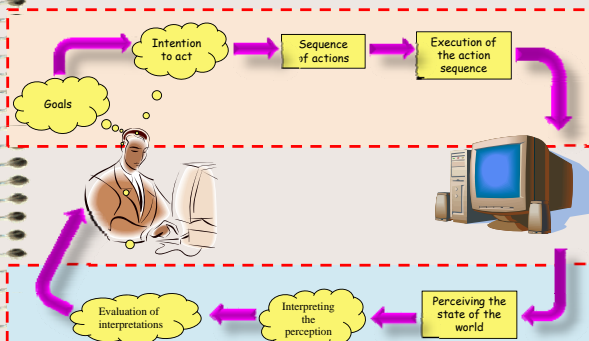 Goals
Intention
to act
Sequence
of actions
Execution of
the action
sequence
Perceiving the
state of the
world
Interpreting
the
perception
Evaluation of
interpretations